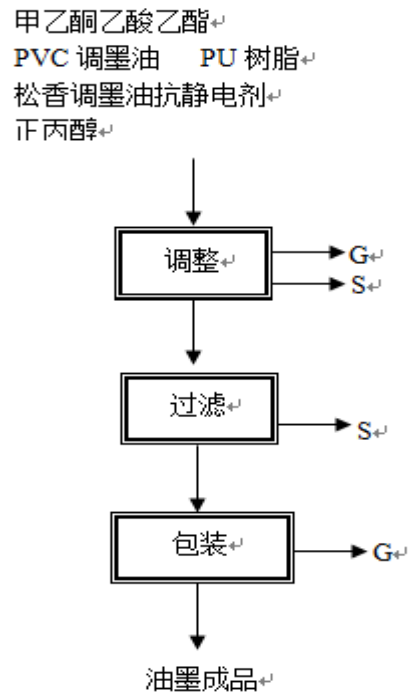 甲乙酮乙酸乙酯
PVC 调墨油 PU 树脂
松香调墨油抗静电剂
正丙醇
调整
G
S
过滤
S
包装
G
油墨成品